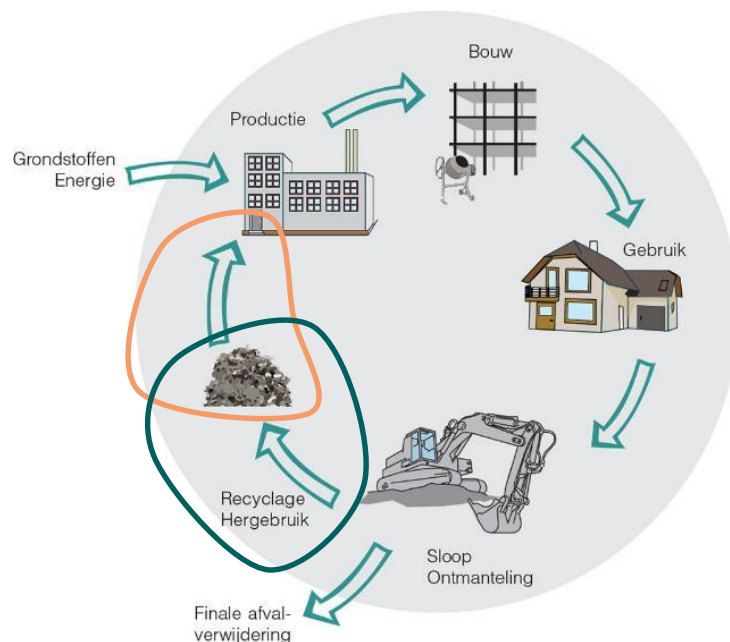 Bouw
Productie
Grondstoffen
Energie
Gebruik
Recyclage
Hergebruik
Sloop
Ontmanteling
Finale afval-
verwijdering